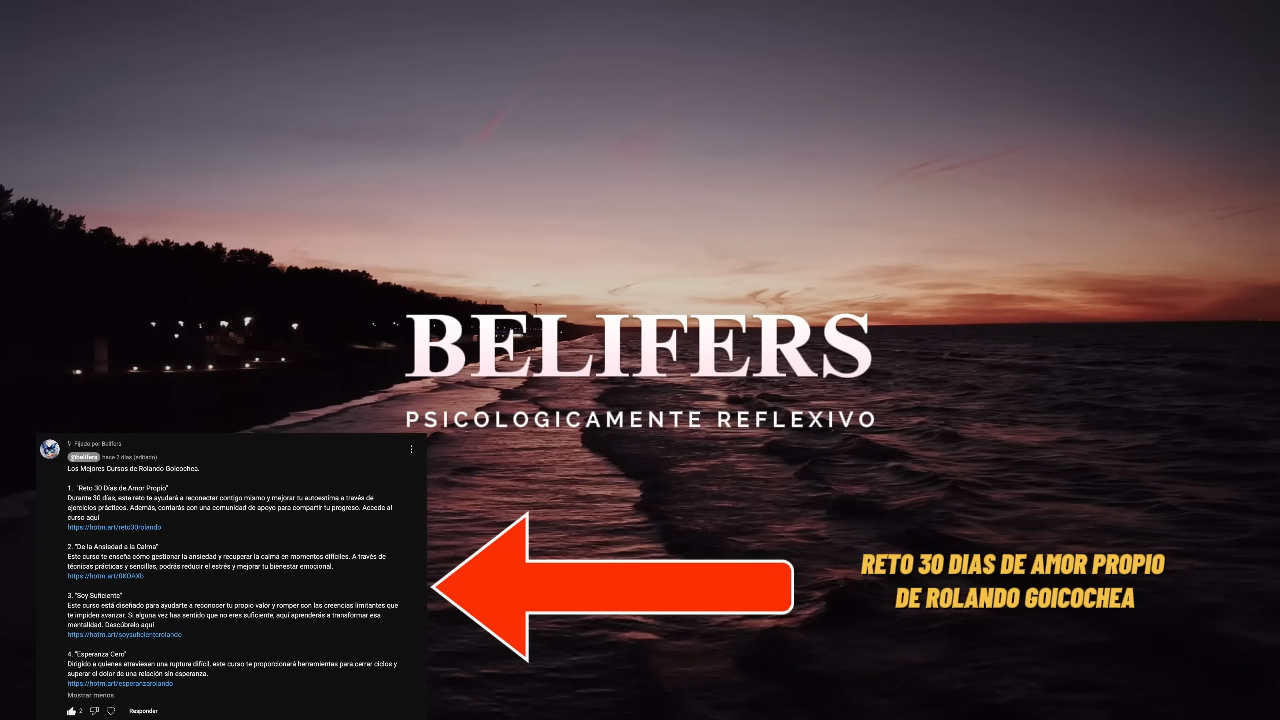 BELIFERS
PSICOLOGICAMENTE REFLEXIVO
Fijado por Belifers
@belifers hace 2 días (editado)
Los Mejores Cursos de Rolando Goicochea.
1. "Reto 30 Días de Amor Propio"
Durante 30 días, este reto te ayudará a reconectar contigo mismo y mejorar tu autoestima a través de
ejercicios prácticos. Además, contarás con una comunidad de apoyo para compartir tu progreso. Accede al
curso aquí
https://hotm.art/reto30rolando
2. "De la Ansiedad a la Calma"
Este curso te enseña cómo gestionar la ansiedad y recuperar la calma en momentos difíciles. A través de
técnicas prácticas y sencillas, podrás reducir el estrés y mejorar tu bienestar emocional.
https://hotm.art/0KOAXb
3. "Soy Suficiente"
Este curso está diseñado para ayudarte a reconocer tu propio valor y romper con las creencias limitantes que
te impiden avanzar. Si alguna vez has sentido que no eres suficiente, aquí aprenderás a transformar esa
mentalidad. Descúbrelo aquí
https://hotm.art/soysuficienterolando
4. "Esperanza Cero"
Dirigido a quienes atraviesan una ruptura difícil, este curso te proporcionará herramientas para cerrar ciclos y
superar el dolor de una relación sin esperanza.
https://hotm.art/esperanzarolando
Mostrar menos
2 Responder
RETO 30 DIAS DE AMOR PROPIO
DE ROLANDO GOICOCHEA